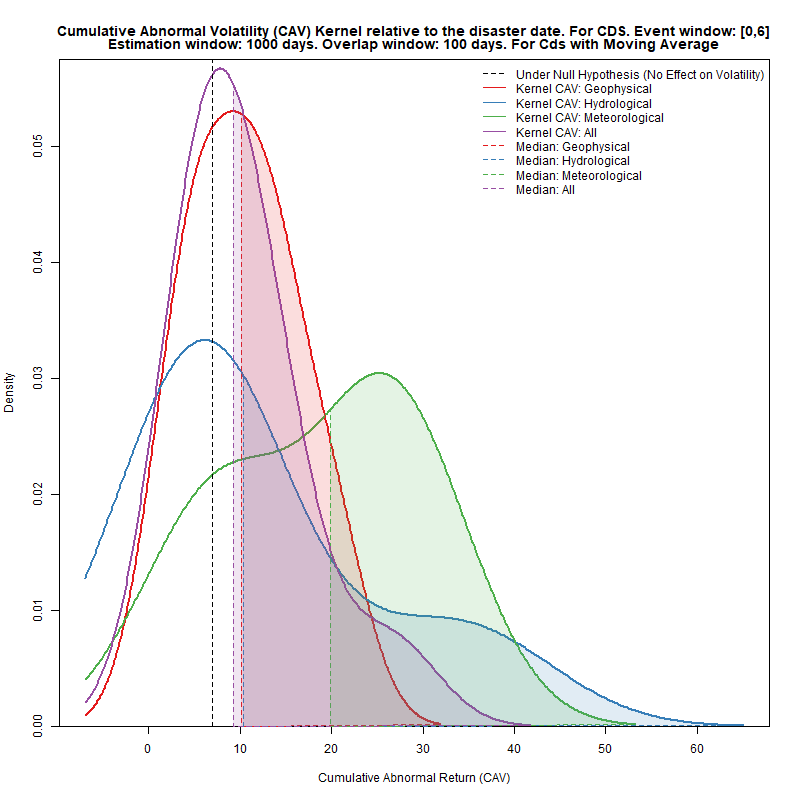 Cumulative Abnormal Volatility (CAV) Kernel relative to the disaster date. For CDS. Event window: [0,6]
Estimation window: 1000 days. Overlap window: 100 days. For Cds with Moving Average
Under Null Hypothesis (No Effect on Volatility)
Kernel CAV: Geophysical
Kernel CAV: Hydrological
Kernel CAV: Meteorological
Kernel CAV: All
Median: Geophysical
Median: Hydrological
Median: Meteorological
Median: All
Density
0.05
0.04
0.03
0.02
0.01
0.00
0 10 20 30 40 50 60
Cumulative Abnormal Return (CAV)